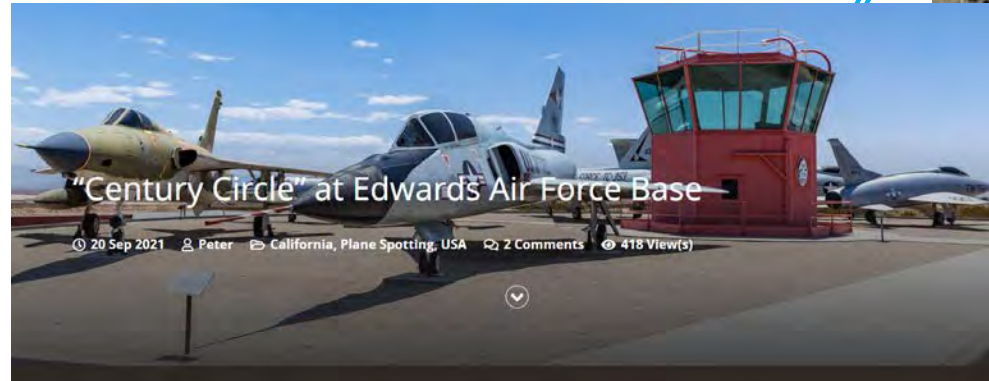 “Century Circle” at Edwards Air Force Base
20 Sep 2021 Peter California, Plane Spotting, USA 2 Comments 418 View(s)